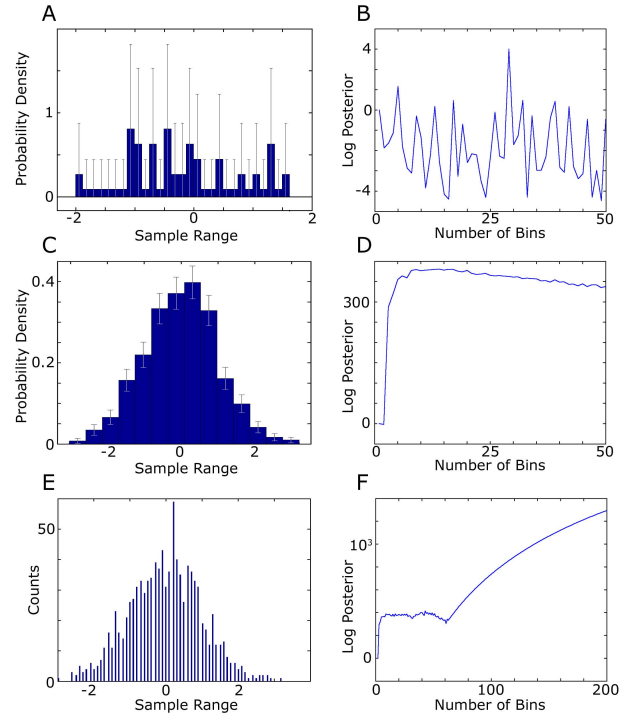 A
B
Probability Density
1
0
-2
0
2
Sample Range
Log Posterior
4
0
-4
0
25
50
Number of Bins
C
D
Probability Density
0.4
0.2
0
-2
0
2
Sample Range
Log Posterior
300
0
0
25
50
Number of Bins
E
F
Counts
50
0
-2
0
2
Sample Range
Log Posterior
10³
0
0
100
200
Number of Bins